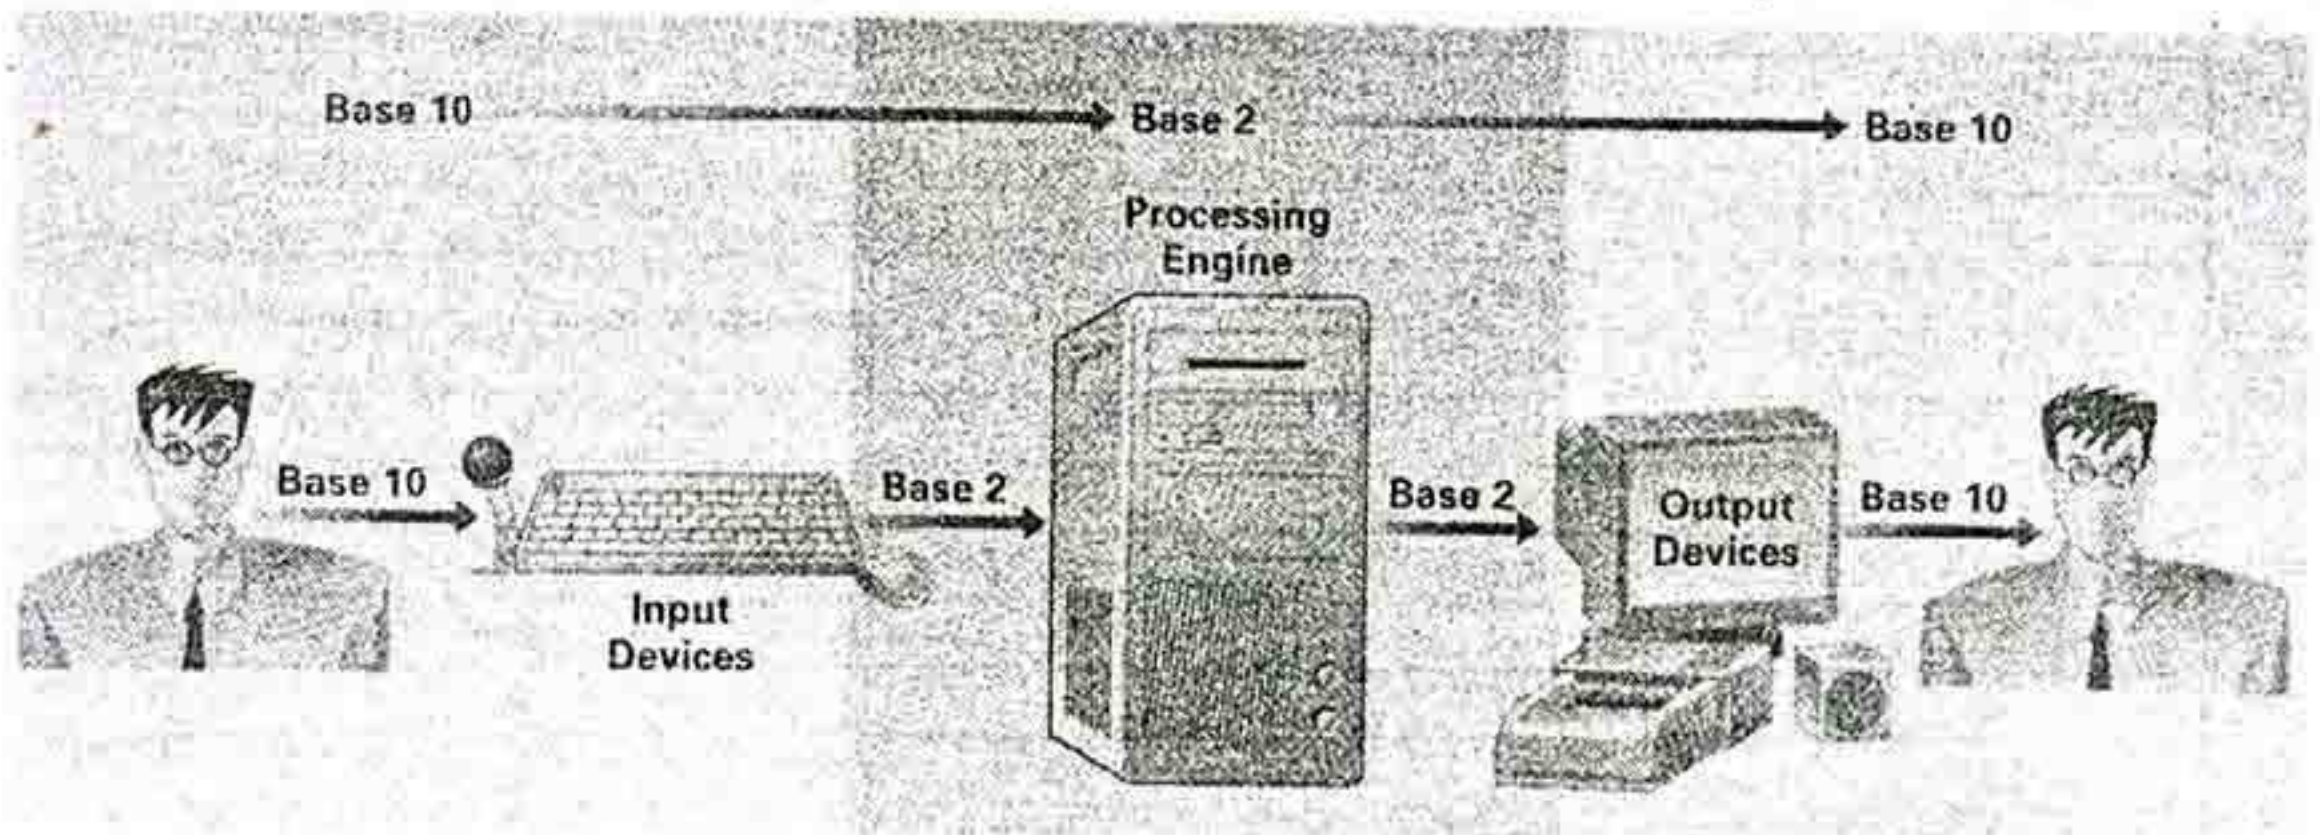 Base 10
Base 2
Base 10
Processing
Engine
Base 10
Base 2
Base 2
Output
Devices
Base 10
Input
Devices